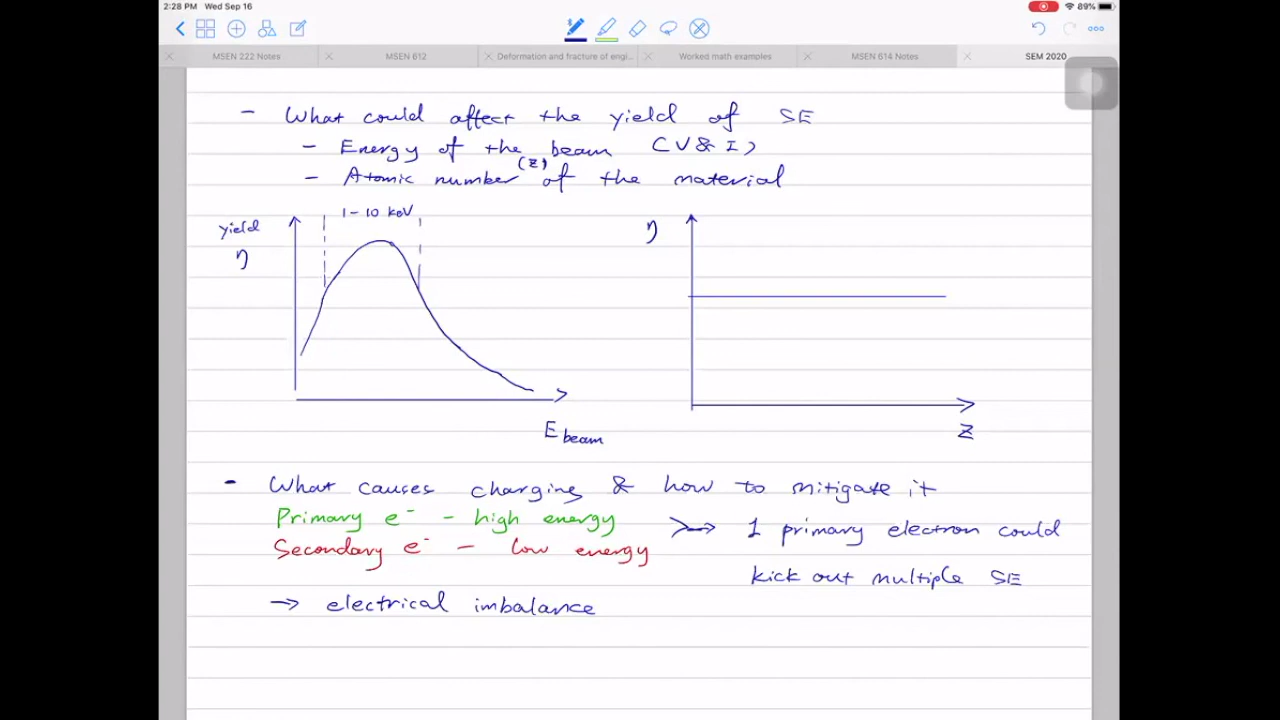 2:28 PM Wed Sep 16
89%
MSEN 222 Notes
MSEN 612
Deformation and fracture of engi...
Worked math examples
MSEN 614 Notes
SEM 2020
- What could affect the yield of SE
- Energy of the beam (V & I)
- Atomic number (Z) of the material
1 - 10 keV
yield
η
E beam
η
Z
- What causes charging & how to mitigate it
Primary e⁻ - high energy
Secondary e⁻ - low energy
→ 1 primary electron could
kick out multiple SE
→ electrical imbalance